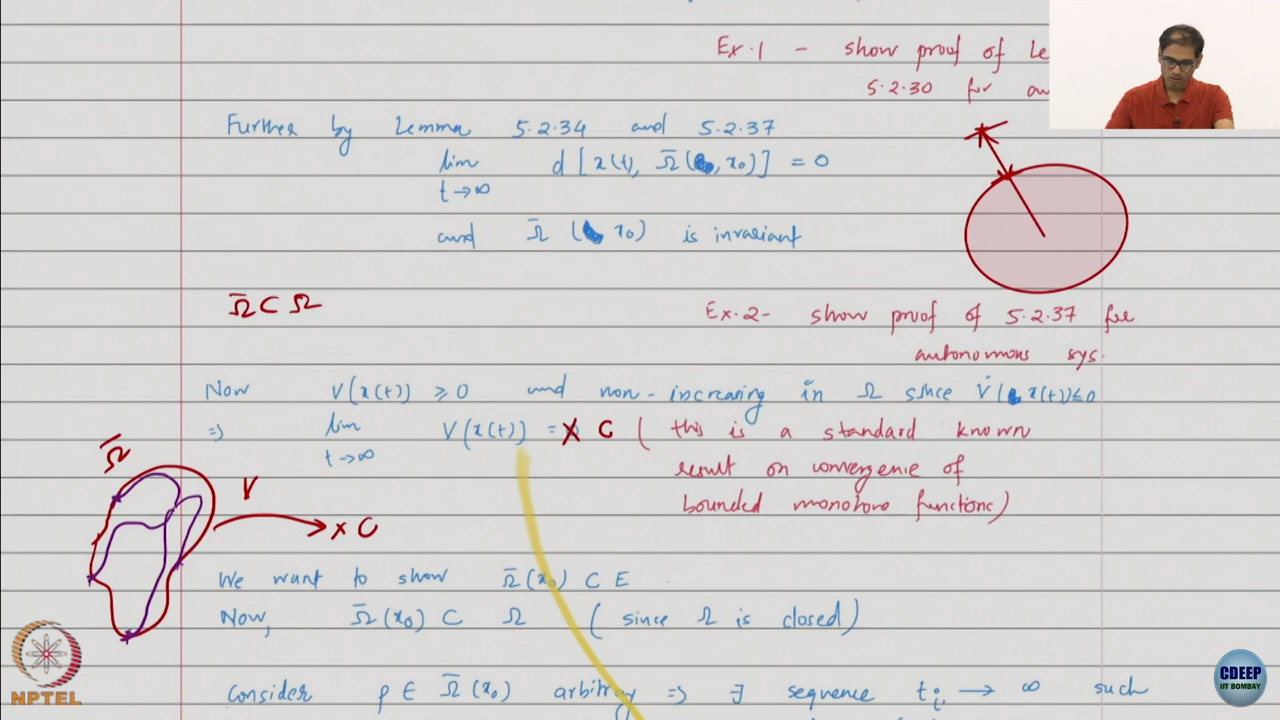 Ex.1 - show proof of Le
5.2.30 for au
Further by Lemma 5.2.34 and 5.2.37
lim d [x(t), Ω̄( , x₀)] = 0
t→∞
and Ω̄ ( x₀) is invariant
Ω̄ ⊂ Ω
Ex.2- show proof of 5.2.37 for
autonomous sys.
Now V(x(t)) ≥ 0 and non-increasing in Ω since V̇( x(t)) ≤ 0
⇒ lim V(x(t)) = C ( this is a standard known
t→∞ result on convergence of
bounded monotone functions)
Ω̄
V
x C
We want to show Ω̄(x₀) ⊂ E
Now, Ω̄(x₀) ⊂ Ω ( since Ω is closed)
Consider p ∈ Ω̄(x₀) arbitrary ⇒ ∃ sequence tᵢ → ∞ such
NPTEL
CDEEP
IIT BOMBAY